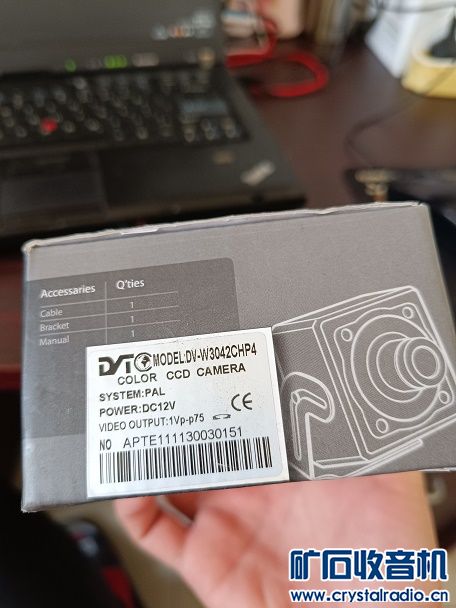 Accessaries Q'ties
Cable 1
Bracket 1
Manual 1
MODEL:DV-W3042CHP4
COLOR CCD CAMERA
SYSTEM:PAL
POWER:DC12V
VIDEO OUTPUT:1Vp-p75
CE
NO APTE111130030151
矿石收音机
www.crystalradio.cn